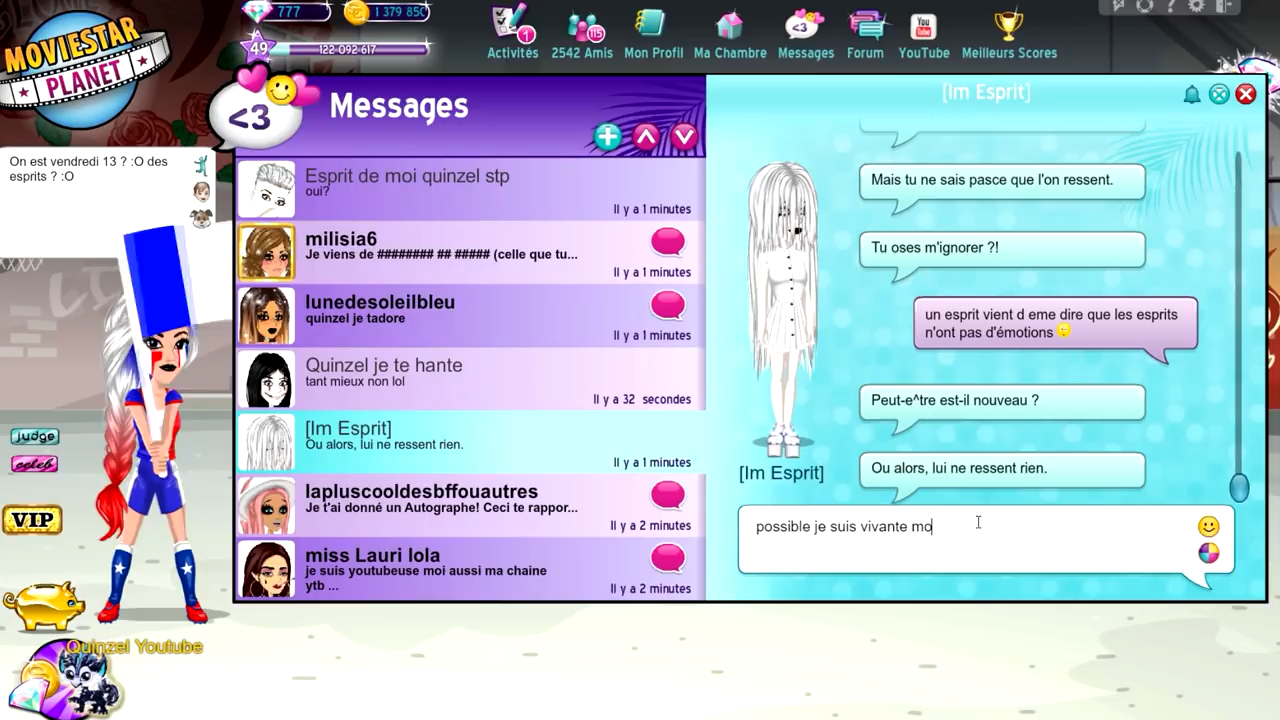 MOVIESTAR
PLANET
777
1 379 850
49
122 092 617
1
115
<3
Activités
2542 Amis
Mon Profil
Ma Chambre
Messages
Forum
You
Tube
YouTube
Meilleurs Scores
<3
Messages
[Im Esprit]
On est vendredi 13 ? :O des
esprits ? :O
Esprit de moi quinzel stp
oui?
Il y a 1 minutes
milisia6
Je viens de ######## ## ##### (celle que tu...
Il y a 1 minutes
lunedesoleilbleu
quinzel je tadore
Il y a 1 minutes
Quinzel je te hante
tant mieux non lol
Il y a 32 secondes
[Im Esprit]
Ou alors, lui ne ressent rien.
Il y a 1 minutes
lapluscooldesbffouautres
Je t'ai donné un Autographe! Ceci te rappor...
Il y a 2 minutes
miss Lauri lola
je suis youtubeuse moi aussi ma chaine
ytb ...
Il y a 2 minutes
Mais tu ne sais pasce que l'on ressent.
Tu oses m'ignorer ?!
un esprit vient d eme dire que les esprits
n'ont pas d'émotions
Peut-e^tre est-il nouveau ?
Ou alors, lui ne ressent rien.
[Im Esprit]
possible je suis vivante mo
judge
celeb
VIP
Quinzel Youtube